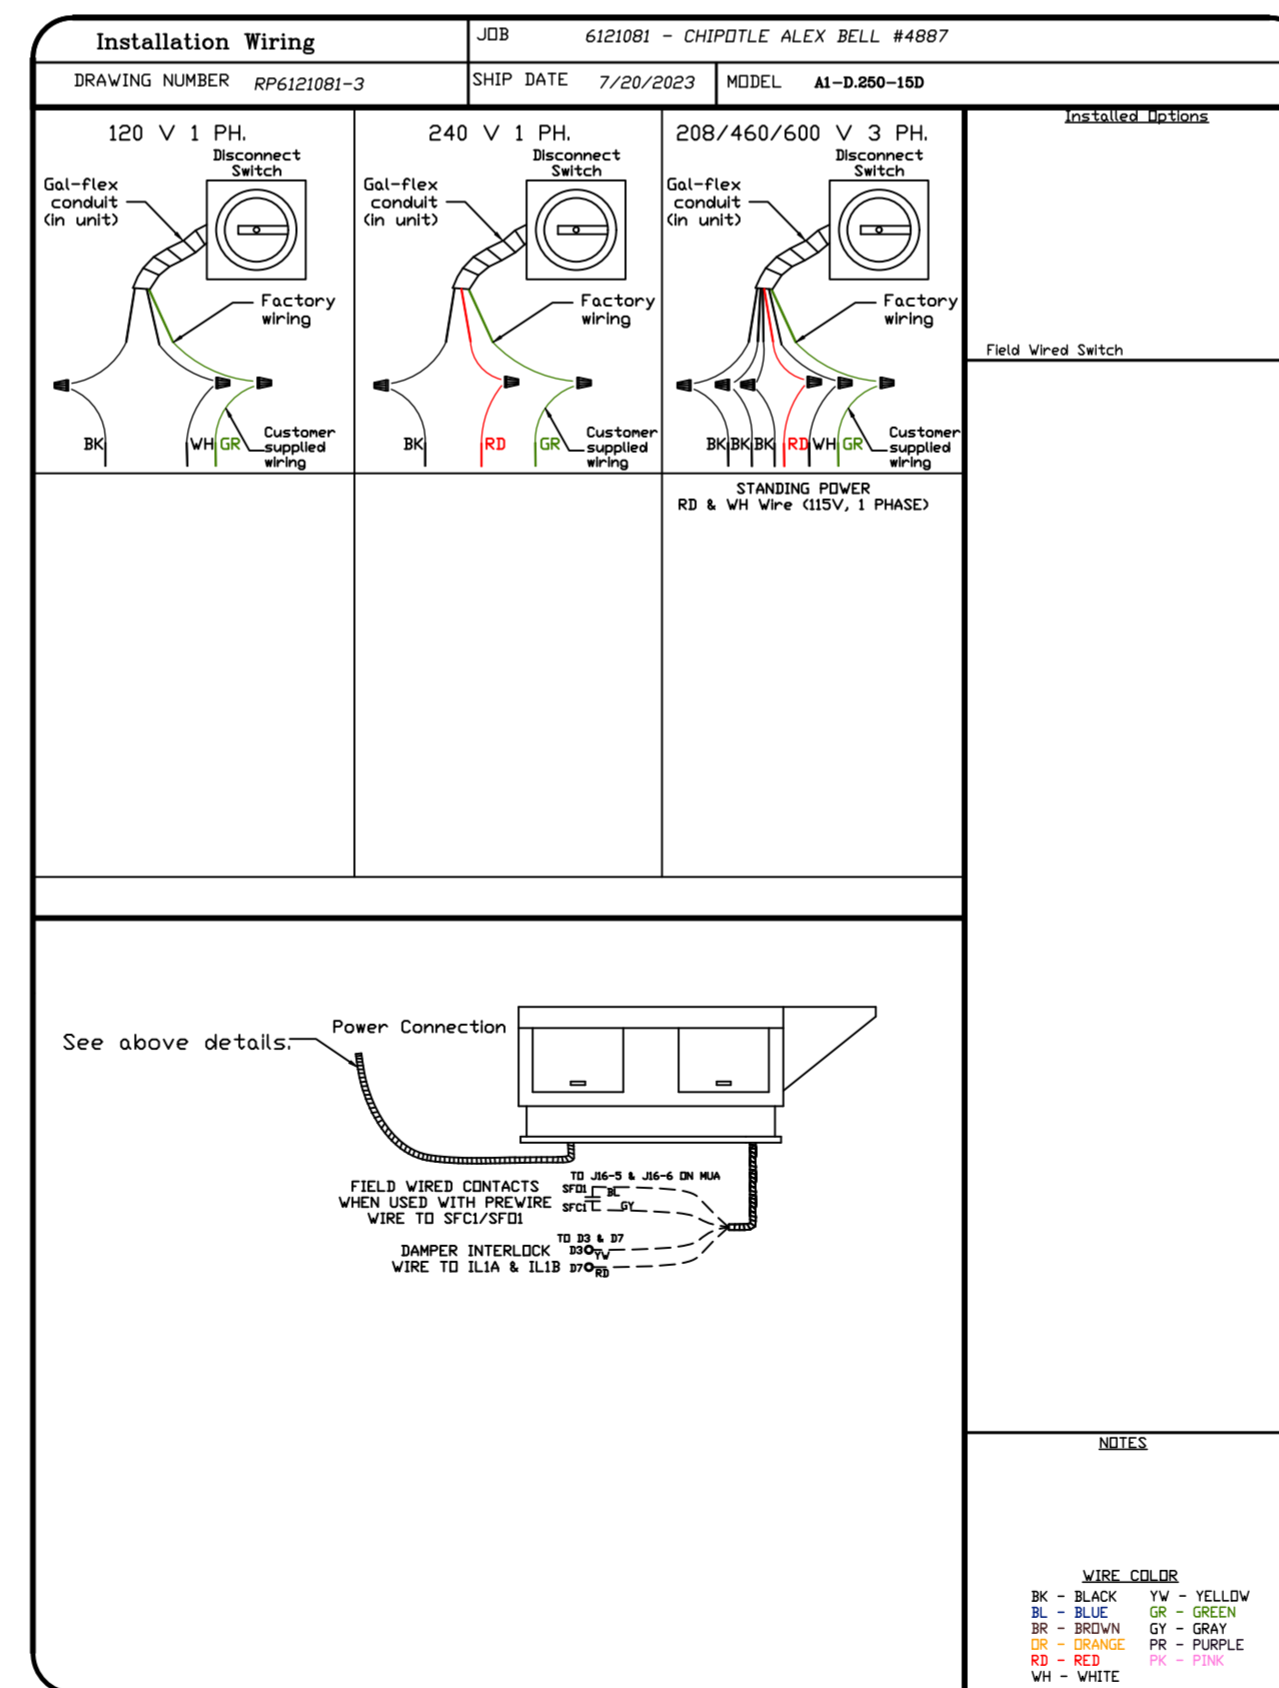 Installation Wiring
JOB 6121081 - CHIPOTLE ALEX BELL #4887
DRAWING NUMBER RP6121081-3
SHIP DATE 7/20/2023
MODEL A1-D.250-15D
120 V 1 PH.
Disconnect
Switch
Gal-flex
conduit
(in unit)
Factory
wiring
BK
WH
GR
Customer
supplied
wiring
240 V 1 PH.
Disconnect
Switch
Gal-flex
conduit
(in unit)
Factory
wiring
BK
RD
GR
Customer
supplied
wiring
208/460/600 V 3 PH.
Disconnect
Switch
Gal-flex
conduit
(in unit)
Factory
wiring
BK
BK
BK
RD
WH
GR
Customer
supplied
wiring
STANDING POWER
RD & WH Wire (115V, 1 PHASE)
Installed Options
Field Wired Switch
See above details.
Power Connection
FIELD WIRED CONTACTS
WHEN USED WITH PREWIRE
WIRE TO SFC1/SFO1
TO J16-5 & J16-6 ON MUA
SFO1
BL
SFC1
GY
DAMPER INTERLOCK
WIRE TO IL1A & IL1B
TO D3 & D7
D3
YW
D7
RD
NOTES
WIRE COLOR
BK - BLACK YW - YELLOW
BL - BLUE GR - GREEN
BR - BROWN GY - GRAY
OR - ORANGE PR - PURPLE
RD - RED PK - PINK
WH - WHITE